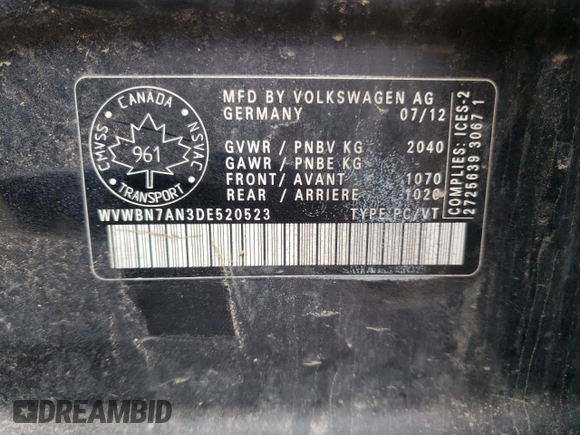 CANADA
CMVSS
NSVAC
961
TRANSPORT
MFD BY VOLKSWAGEN AG
GERMANY 07/12
GVWR / PNBV KG 2040
GAWR / PNBE KG
FRONT/ AVANT 1070
REAR / ARRIERE 1020
WVWBN7AN3DE520523 TYPE PC/VT
COMPLIES: ICES-2
2725639 3067 1
DREAMBID